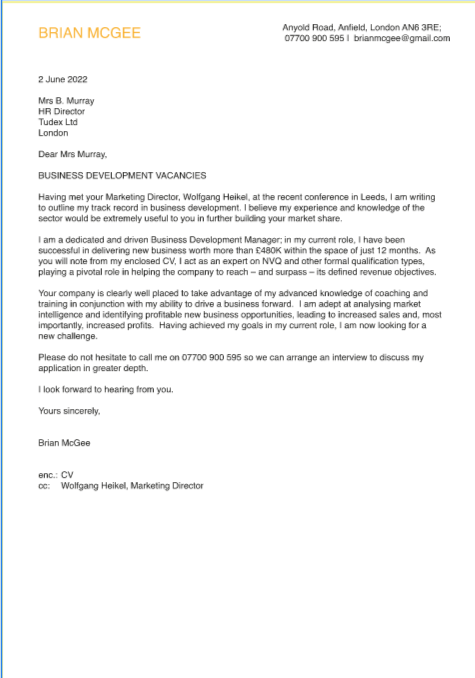 BRIAN MCGEE
Anyold Road, Anfield, London AN6 3RE;
07700 900 595 I brianmcgee@gmail.com
2 June 2022
Mrs B. Murray
HR Director
Tudex Ltd
London
Dear Mrs Murray,
BUSINESS DEVELOPMENT VACANCIES
Having met your Marketing Director, Wolfgang Heikel, at the recent conference in Leeds, I am writing
to outline my track record in business development. I believe my experience and knowledge of the
sector would be extremely useful to you in further building your market share.
I am a dedicated and driven Business Development Manager; in my current role, I have been
successful in delivering new business worth more than £480K within the space of just 12 months. As
you will note from my enclosed CV, I act as an expert on NVQ and other formal qualification types,
playing a pivotal role in helping the company to reach – and surpass – its defined revenue objectives.
Your company is clearly well placed to take advantage of my advanced knowledge of coaching and
training in conjunction with my ability to drive a business forward. I am adept at analysing market
intelligence and identifying profitable new business opportunities, leading to increased sales and, most
importantly, increased profits. Having achieved my goals in my current role, I am now looking for a
new challenge.
Please do not hesitate to call me on 07700 900 595 so we can arrange an interview to discuss my
application in greater depth.
I look forward to hearing from you.
Yours sincerely,
Brian McGee
enc.: CV
cc: Wolfgang Heikel, Marketing Director